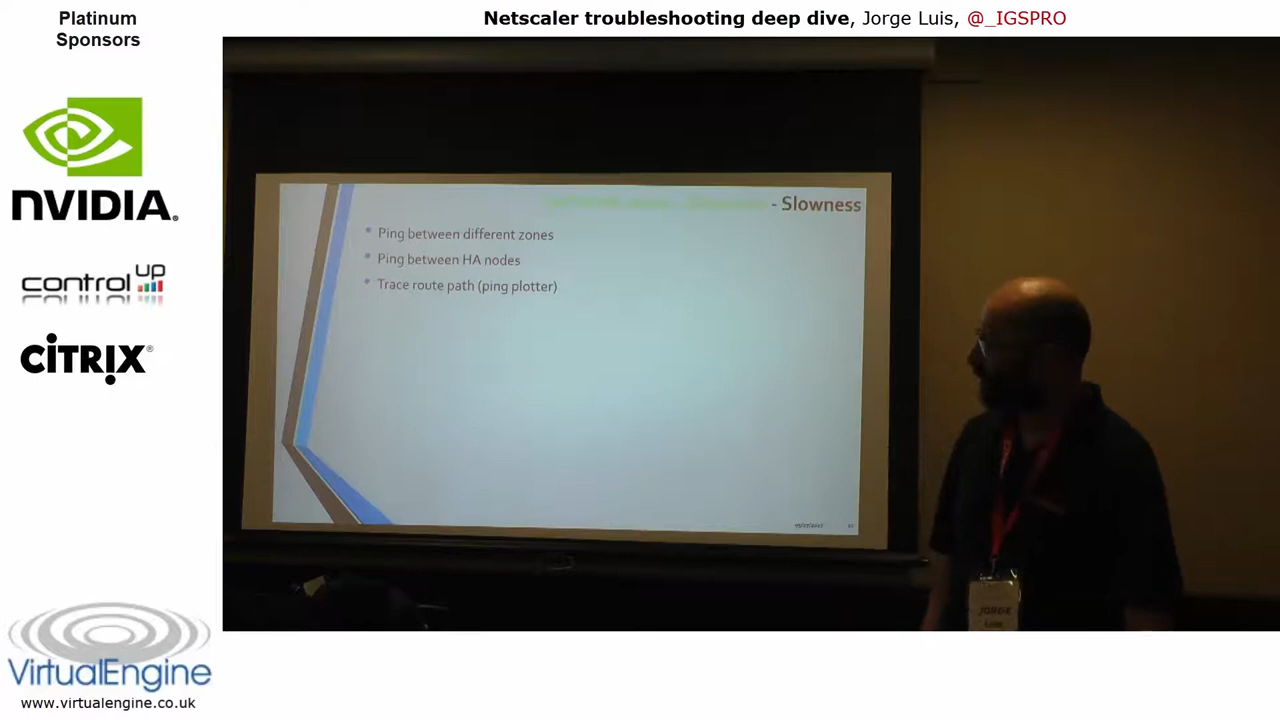 Platinum
Sponsors
Netscaler troubleshooting deep dive, Jorge Luis, @_IGSPRO
NVIDIA.
control UP
CITRIX®
VirtualEngine
www.virtualengine.co.uk
- Slowness
Ping between different zones
Ping between HA nodes
Trace route path (ping plotter)
JORGE
Luis